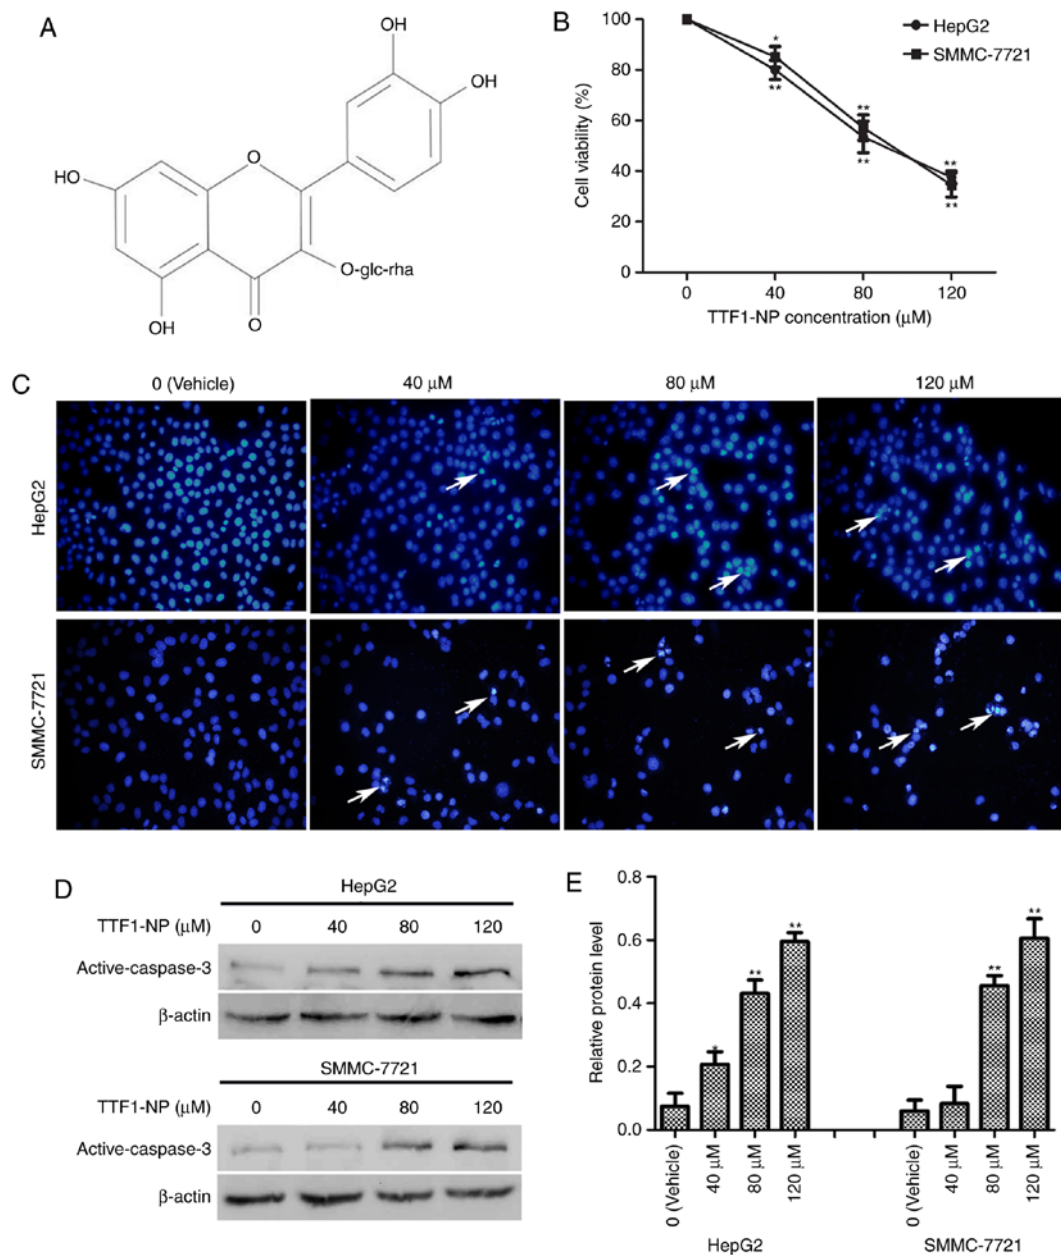 A
OH
OH
HO
O
O-glc-rha
OH
O
B
HepG2
SMMC-7721
Cell viability (%)
100
80
60
40
20
0
*
**
**
**
**
**
0 40 80 120
TTF1-NP concentration (μM)
C
0 (Vehicle) 40 μM 80 μM 120 μM
HepG2
SMMC-7721
D
HepG2
TTF1-NP (μM) 0 40 80 120
Active-caspase-3
β-actin
SMMC-7721
TTF1-NP (μM) 0 40 80 120
Active-caspase-3
β-actin
E
Relative protein level
0.8
0.6
0.4
0.2
0.0
*
**
**
**
**
0 (Vehicle)
40 μM
80 μM
120 μM
0 (Vehicle)
40 μM
80 μM
120 μM
HepG2 SMMC-7721